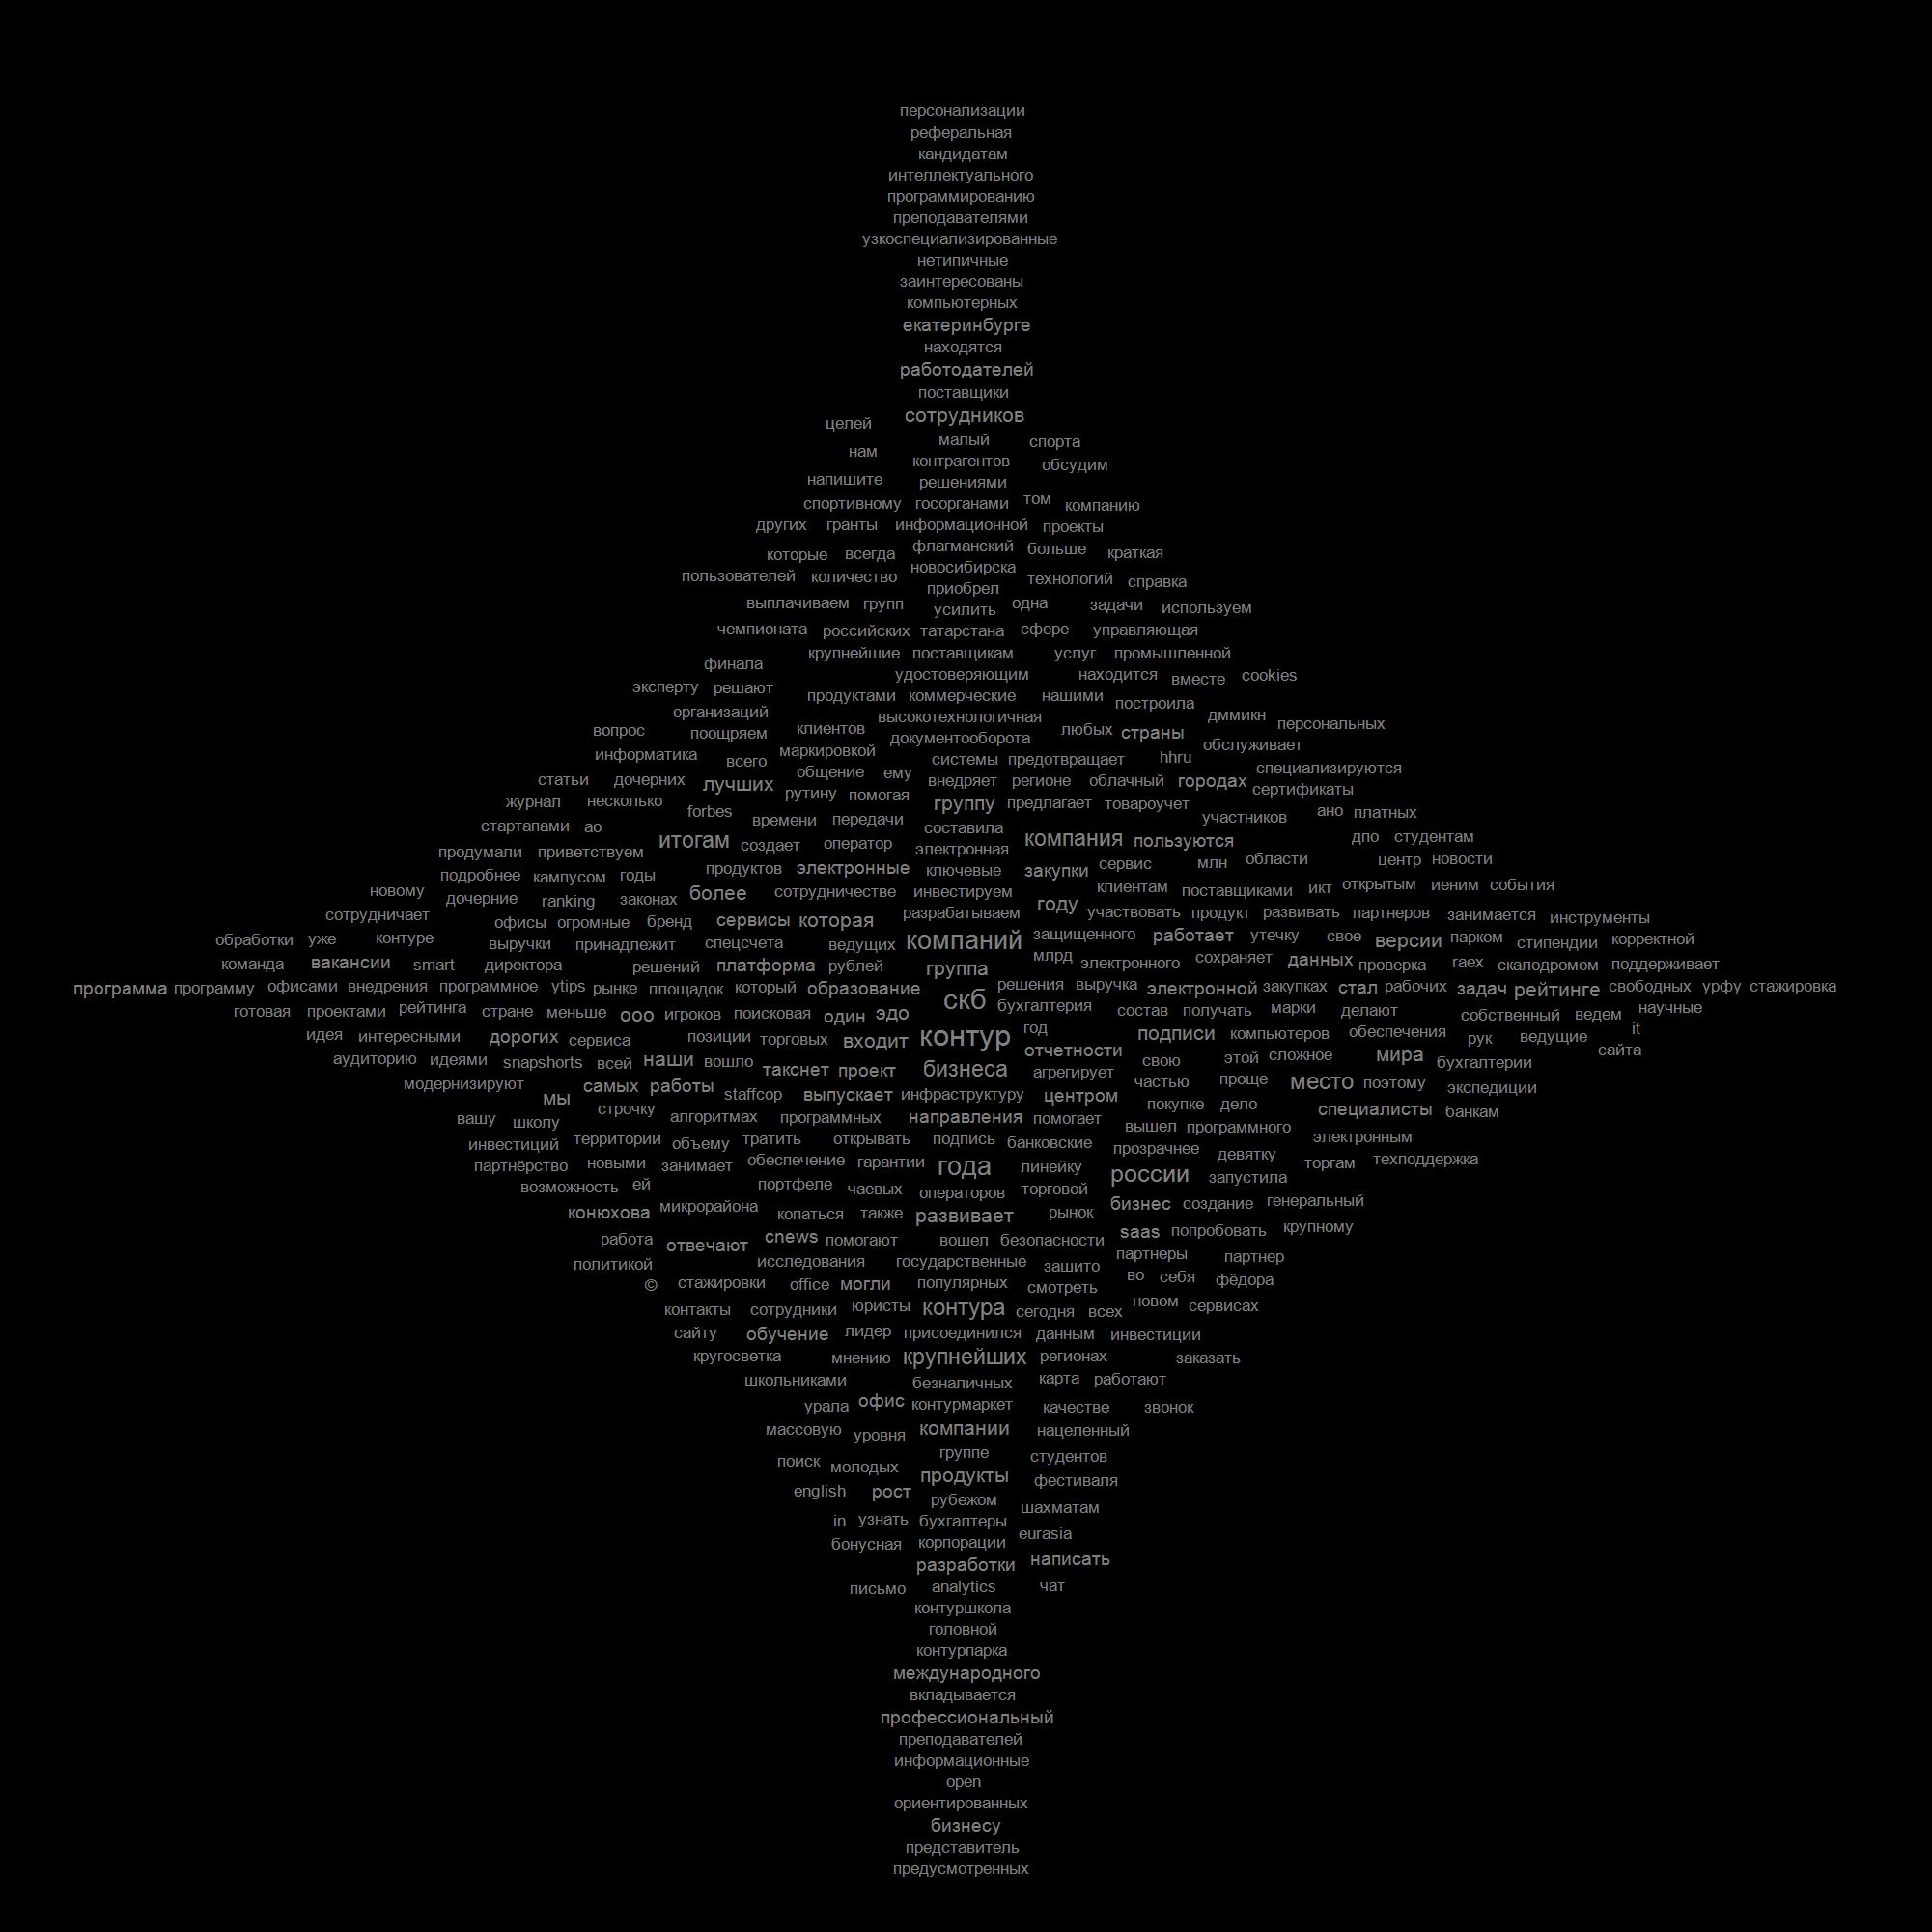 персонализации
реферальная
кандидатам
интеллектуального
программированию
преподавателями
узкоспециализированные
нетипичные
заинтересованы
компьютерных
екатеринбурге
находятся
работодателей
поставщики
целей сотрудников
малый спорта
нам контрагентов обсудим
напишите решениями
спортивному госорганами том компанию
других гранты информационной проекты
которые всегда флагманский больше краткая
новосибирска
пользователей количество приобрел технологий справка
выплачиваем групп усилить одна задачи используем
чемпионата российских татарстана сфере управляющая
крупнейшие поставщикам услуг промышленной
финала удостоверяющим находится вместе cookies
эксперту решают продуктами коммерческие нашими построила
организаций высокотехнологичная дммикн персональных
вопрос поощряем клиентов документооборота любых страны обслуживает
информатика всего маркировкой системы предотвращает hhru специализируются
статьи дочерних лучших общение ему внедряет регионе облачный городах сертификаты
журнал несколько forbes рутину помогая группу предлагает товароучет участников ано платных
стартапами ао времени передачи составила
итогам создает оператор электронная компания пользуются дпо студентам
продумали приветствуем продуктов электронные ключевые закупки сервис млн области центр новости
подробнее кампусом годы
новому дочерние ranking законах более сотрудничестве инвестируем клиентам поставщиками икт открытым иеним события
сотрудничает офисы огромные бренд сервисы которая разрабатываем году участвовать продукт развивать партнеров занимается инструменты
обработки уже контуре выручки принадлежит спецсчета ведущих компаний защищенного работает утечку свое версии парком стипендии корректной
команда вакансии smart директора решений платформа рублей группа млрд электронного сохраняет данных проверка raex скалодромом поддерживает
программа программу офисами внедрения программное ytips рынке площадок который образование скб решения выручка электронной закупках стал рабочих задач рейтинге свободных урфу стажировка
готовая проектами рейтинга стране меньше ооо игроков поисковая один эдо бухгалтерия состав получать марки делают собственный ведем научные
идея интересными дорогих сервиса позиции торговых входит контур год подписи компьютеров обеспечения рук ведущие it
аудиторию идеями snapshorts всей наши вошло такснет проект бизнеса отчетности свою этой сложное мира бухгалтерии сайта
модернизируют самых работы агрегирует частью проще место поэтому экспедиции
мы staffcop выпускает инфраструктуру центром покупке дело специалисты банкам
вашу школу строчку алгоритмах программных направления помогает вышел программного электронным
инвестиций территории объему тратить открывать подпись банковские прозрачнее девятку
партнёрство новыми занимает обеспечение гарантии года линейку россии запустила торгам техподдержка
возможность ей портфеле чаевых операторов торговой
конюхова микрорайона копаться также развивает рынок бизнес создание генеральный
работа отвечают cnews помогают вошел безопасности saas попробовать крупному
политикой исследования государственные зашито партнеры партнер
© стажировки office могли популярных смотреть во себя фёдора
контакты сотрудники юристы контура сегодня всех новом сервисах
сайту обучение лидер присоединился данным инвестиции
кругосветка мнению крупнейших регионах заказать
школьниками безналичных карта работают
урала офис контурмаркет качестве звонок
массовую уровня компании нацеленный
группе студентов
поиск молодых продукты фестиваля
english рост рубежом шахматам
in узнать бухгалтеры eurasia
бонусная корпорации
разработки написать
письмо analytics чат
контуршкола
головной
контурпарка
международного
вкладывается
профессиональный
преподавателей
информационные
open
ориентированных
бизнесу
представитель
предусмотренных